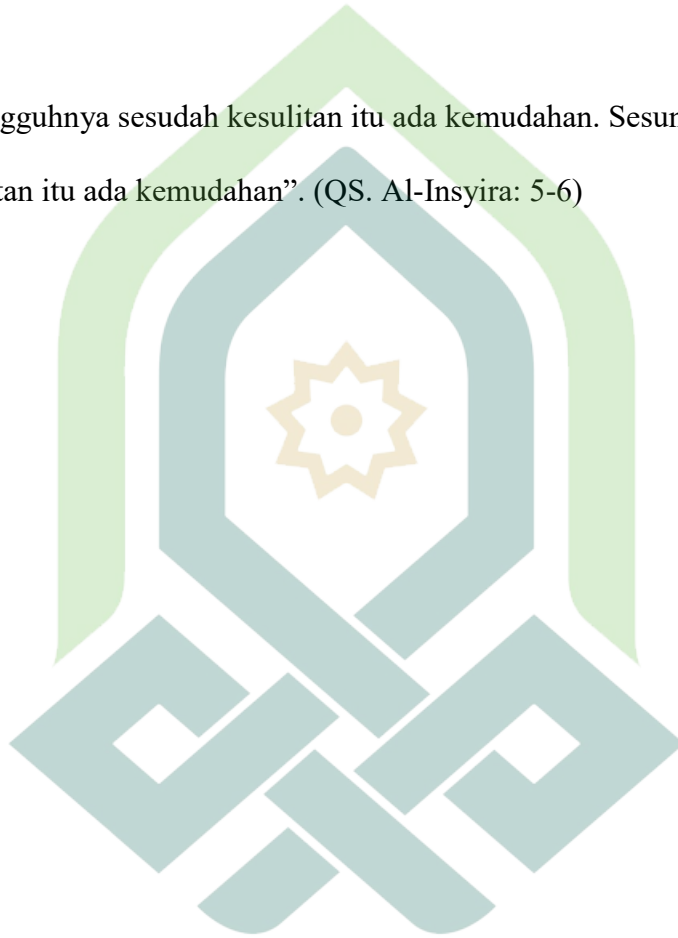 gguhnya sesudah kesulitan itu ada kemudahan. Sesun
tan itu ada kemudahan”. (QS. Al-Insyira: 5-6)